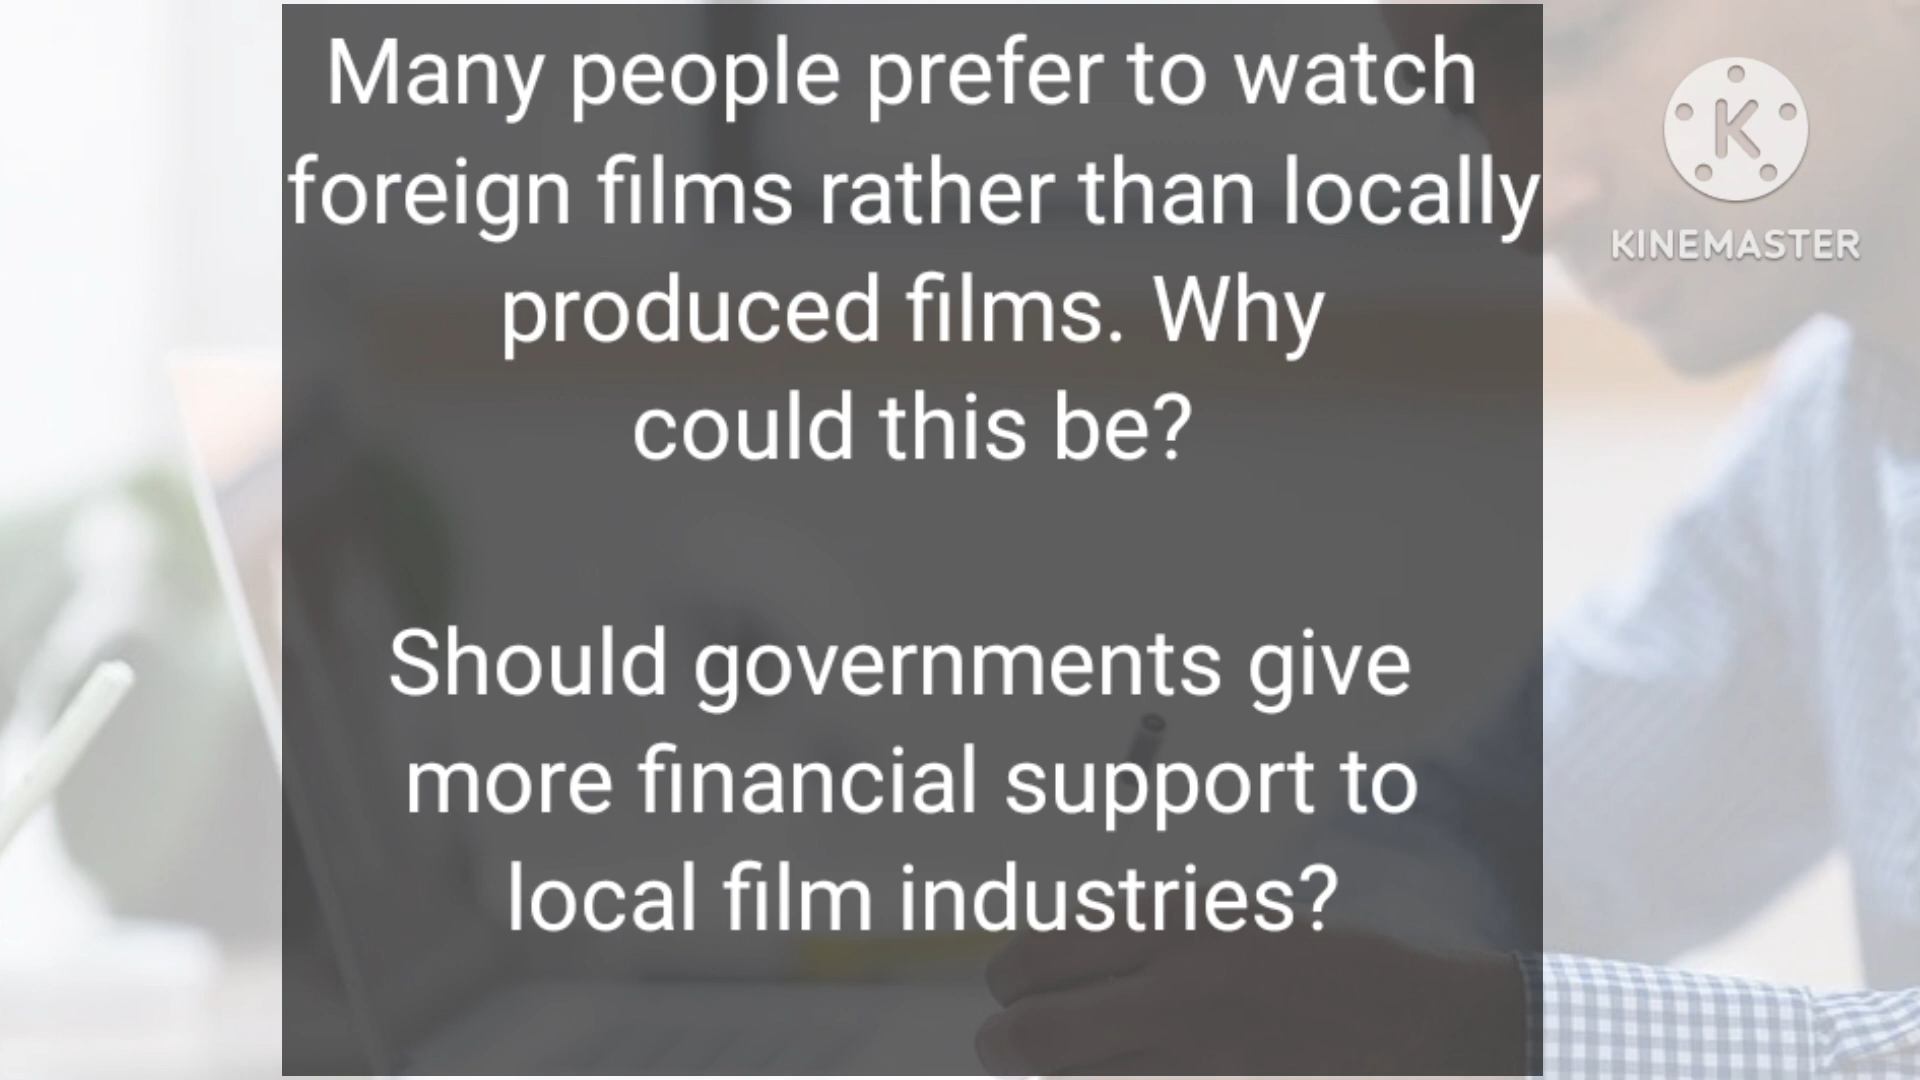 Many people prefer to watch
foreign films rather than locally
produced films. Why
could this be?
Should governments give
more financial support to
local film industries?
K
KINEMASTER